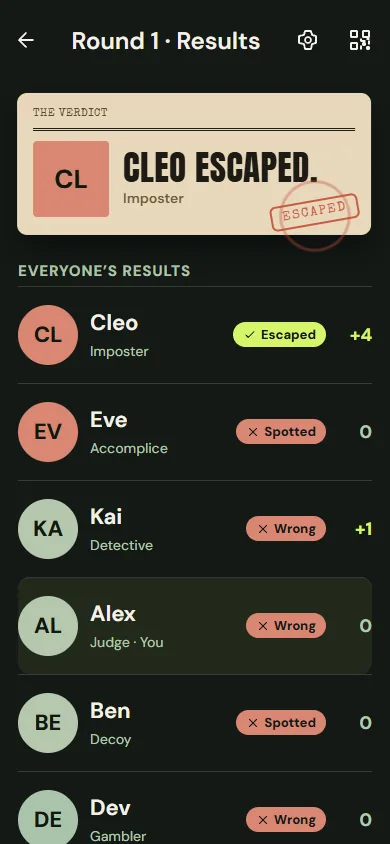 Round 1 · Results
THE VERDICT
CL
CLEO ESCAPED.
Imposter
ESCAPED
EVERYONE’S RESULTS
CL
Cleo
Imposter
Escaped
+4
EV
Eve
Accomplice
Spotted
0
KA
Kai
Detective
Wrong
+1
AL
Alex
Judge · You
Wrong
0
BE
Ben
Decoy
Spotted
0
DE
Dev
Gambler
Wrong
0